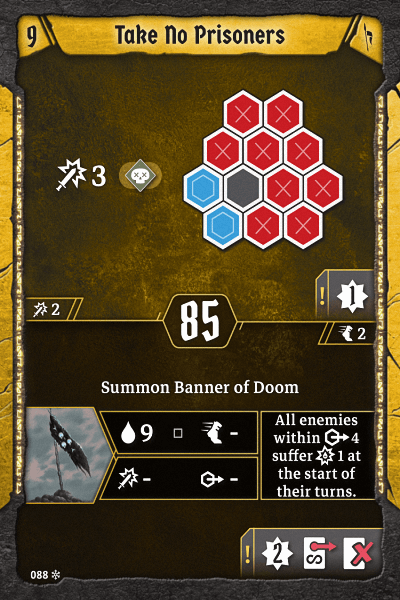 9 Take No Prisoners
3
1
2
85
2
Summon Banner of Doom
9 -
- -
All enemies
within 4
suffer 1 at
the start of
their turns.
2
088